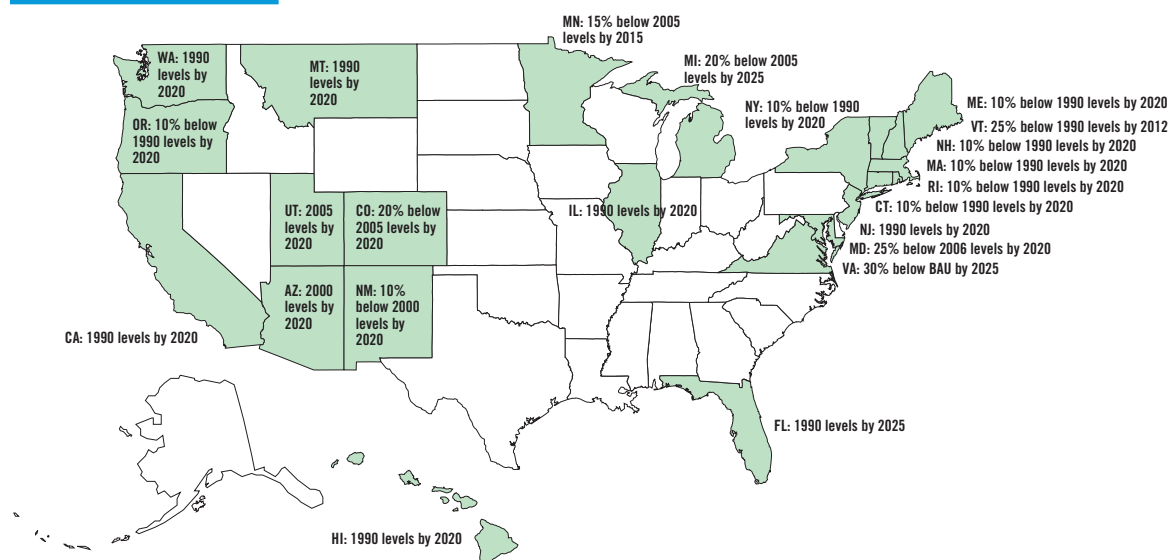 MN: 15% below 2005
levels by 2015
WA: 1990
levels by
2020
MT: 1990
levels by
2020
MI: 20% below 2005
levels by 2025
NY: 10% below 1990
levels by 2020
ME: 10% below 1990 levels by 2020
OR: 10% below
1990 levels by
2020
VT: 25% below 1990 levels by 2012
NH: 10% below 1990 levels by 2020
MA: 10% below 1990 levels by 2020
RI: 10% below 1990 levels by 2020
CT: 10% below 1990 levels by 2020
UT: 2005
levels by
2020
CO: 20% below
2005 levels by
2020
IL: 1990 levels by 2020
NJ: 1990 levels by 2020
MD: 25% below 2006 levels by 2020
VA: 30% below BAU by 2025
AZ: 2000
levels by
2020
NM: 10%
below 2000
levels by
2020
CA: 1990 levels by 2020
FL: 1990 levels by 2025
HI: 1990 levels by 2020